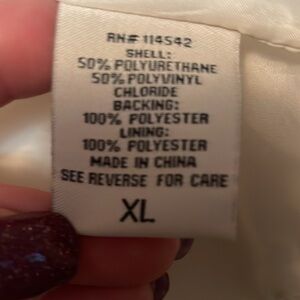 RN# 114542
SHELL:
50% POLYURETHANE
50% POLYVINYL
CHLORIDE
BACKING:
100% POLYESTER
LINING:
100% POLYESTER
MADE IN CHINA
SEE REVERSE FOR CARE
XL